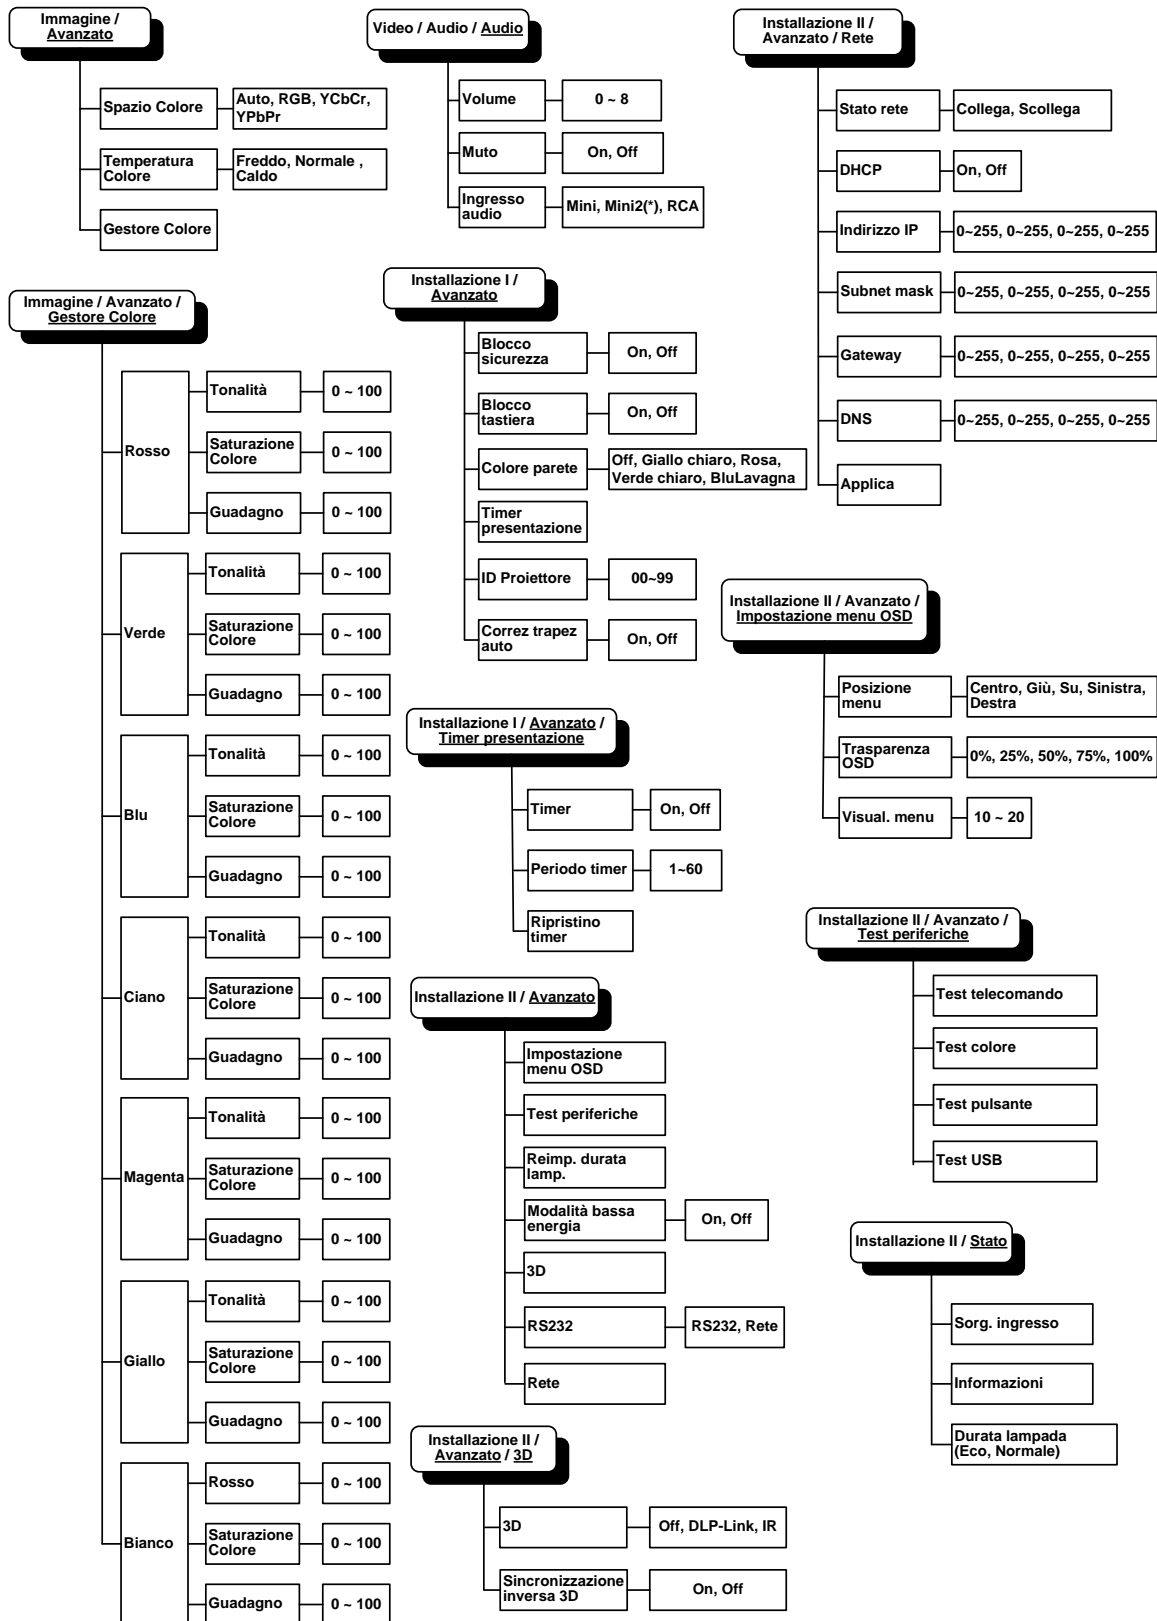 Immagine /
Avanzato
Spazio Colore
Auto, RGB, YCbCr,
YPbPr
Temperatura
Colore
Freddo, Normale ,
Caldo
Gestore Colore
Immagine / Avanzato /
Gestore Colore
Rosso
Tonalità
0 ~ 100
Saturazione
Colore
0 ~ 100
Guadagno
0 ~ 100
Verde
Tonalità
0 ~ 100
Saturazione
Colore
0 ~ 100
Guadagno
0 ~ 100
Blu
Tonalità
0 ~ 100
Saturazione
Colore
0 ~ 100
Guadagno
0 ~ 100
Ciano
Tonalità
0 ~ 100
Saturazione
Colore
0 ~ 100
Guadagno
0 ~ 100
Magenta
Tonalità
0 ~ 100
Saturazione
Colore
0 ~ 100
Guadagno
0 ~ 100
Giallo
Tonalità
0 ~ 100
Saturazione
Colore
0 ~ 100
Guadagno
0 ~ 100
Bianco
Rosso
0 ~ 100
Saturazione
Colore
0 ~ 100
Guadagno
0 ~ 100
Video / Audio / Audio
Volume
0 ~ 8
Muto
On, Off
Ingresso
audio
Mini, Mini2(*), RCA
Installazione I /
Avanzato
Blocco
sicurezza
On, Off
Blocco
tastiera
On, Off
Colore parete
Off, Giallo chiaro, Rosa,
Verde chiaro, BluLavagna
Timer
presentazione
ID Proiettore
00~99
Correz trapez
auto
On, Off
Installazione I / Avanzato /
Timer presentazione
Timer
On, Off
Periodo timer
1~60
Ripristino
timer
Installazione II / Avanzato
Impostazione
menu OSD
Test periferiche
Reimp. durata
lamp.
Modalità bassa
energia
On, Off
3D
RS232
RS232, Rete
Rete
Installazione II /
Avanzato / 3D
3D
Off, DLP-Link, IR
Sincronizzazione
inversa 3D
On, Off
Installazione II /
Avanzato / Rete
Stato rete
Collega, Scollega
DHCP
On, Off
Indirizzo IP
0~255, 0~255, 0~255, 0~255
Subnet mask
0~255, 0~255, 0~255, 0~255
Gateway
0~255, 0~255, 0~255, 0~255
DNS
0~255, 0~255, 0~255, 0~255
Applica
Installazione II / Avanzato /
Impostazione menu OSD
Posizione
menu
Centro, Giù, Su, Sinistra,
Destra
Trasparenza
OSD
0%, 25%, 50%, 75%, 100%
Visual. menu
10 ~ 20
Installazione II / Avanzato /
Test periferiche
Test telecomando
Test colore
Test pulsante
Test USB
Installazione II / Stato
Sorg. ingresso
Informazioni
Durata lampada
(Eco, Normale)